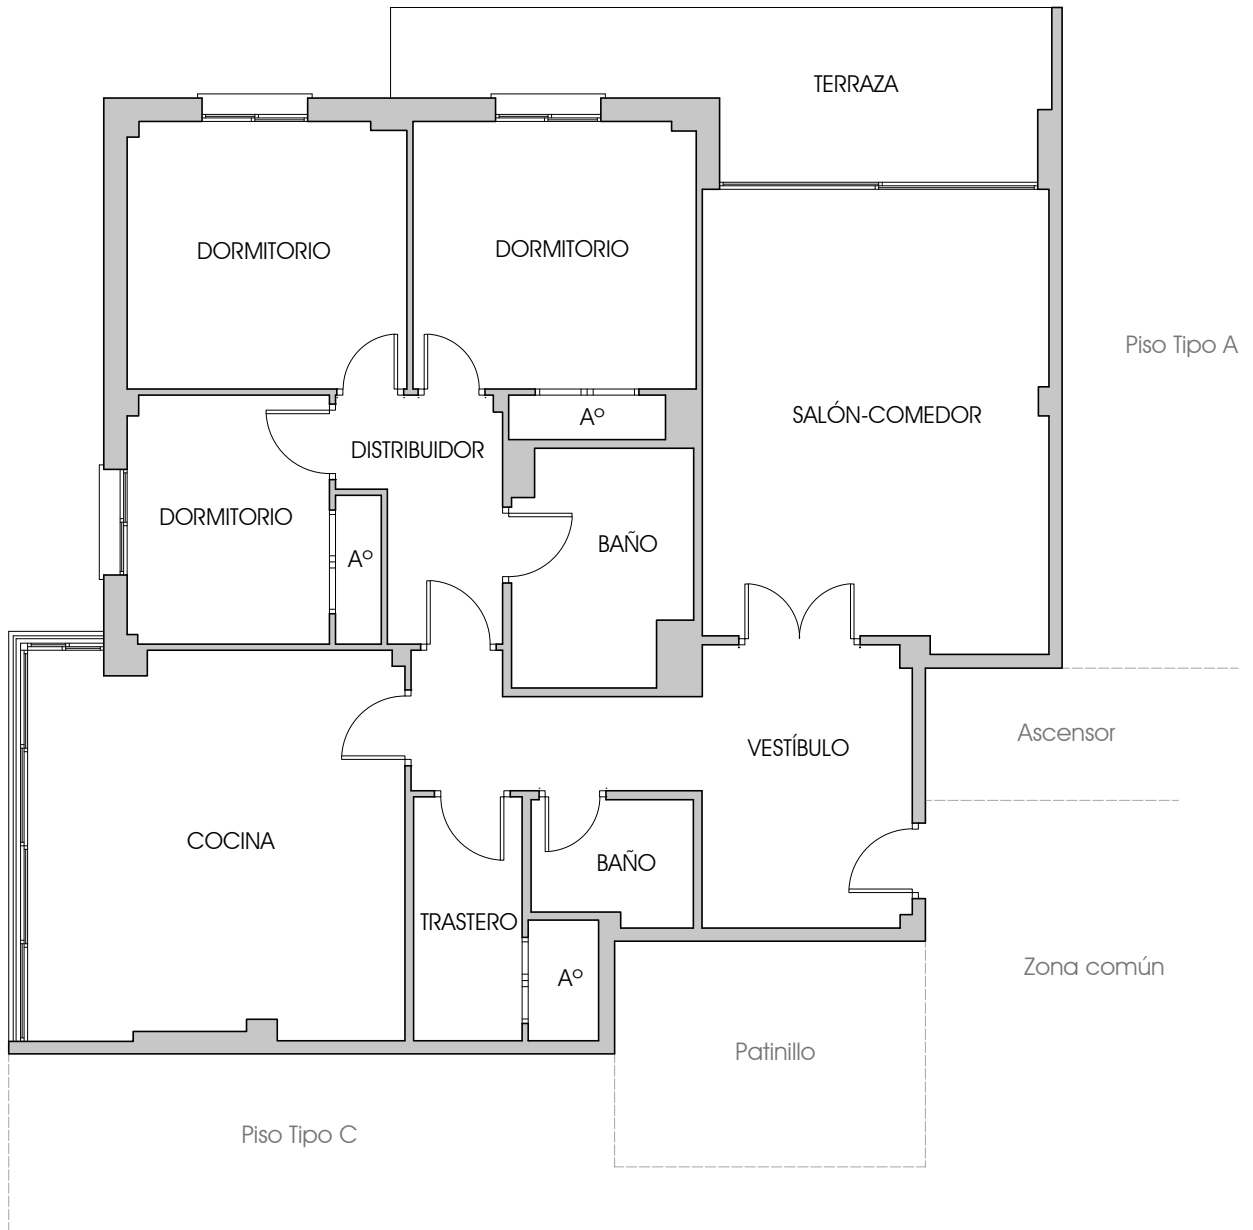 TERRAZA
DORMITORIO
DORMITORIO
Piso Tipo A
SALÓN-COMEDOR
Aº
DISTRIBUIDOR
DORMITORIO
BAÑO
Aº
Ascensor
VESTÍBULO
COCINA
BAÑO
TRASTERO
Zona común
Aº
Patinillo
Piso Tipo C